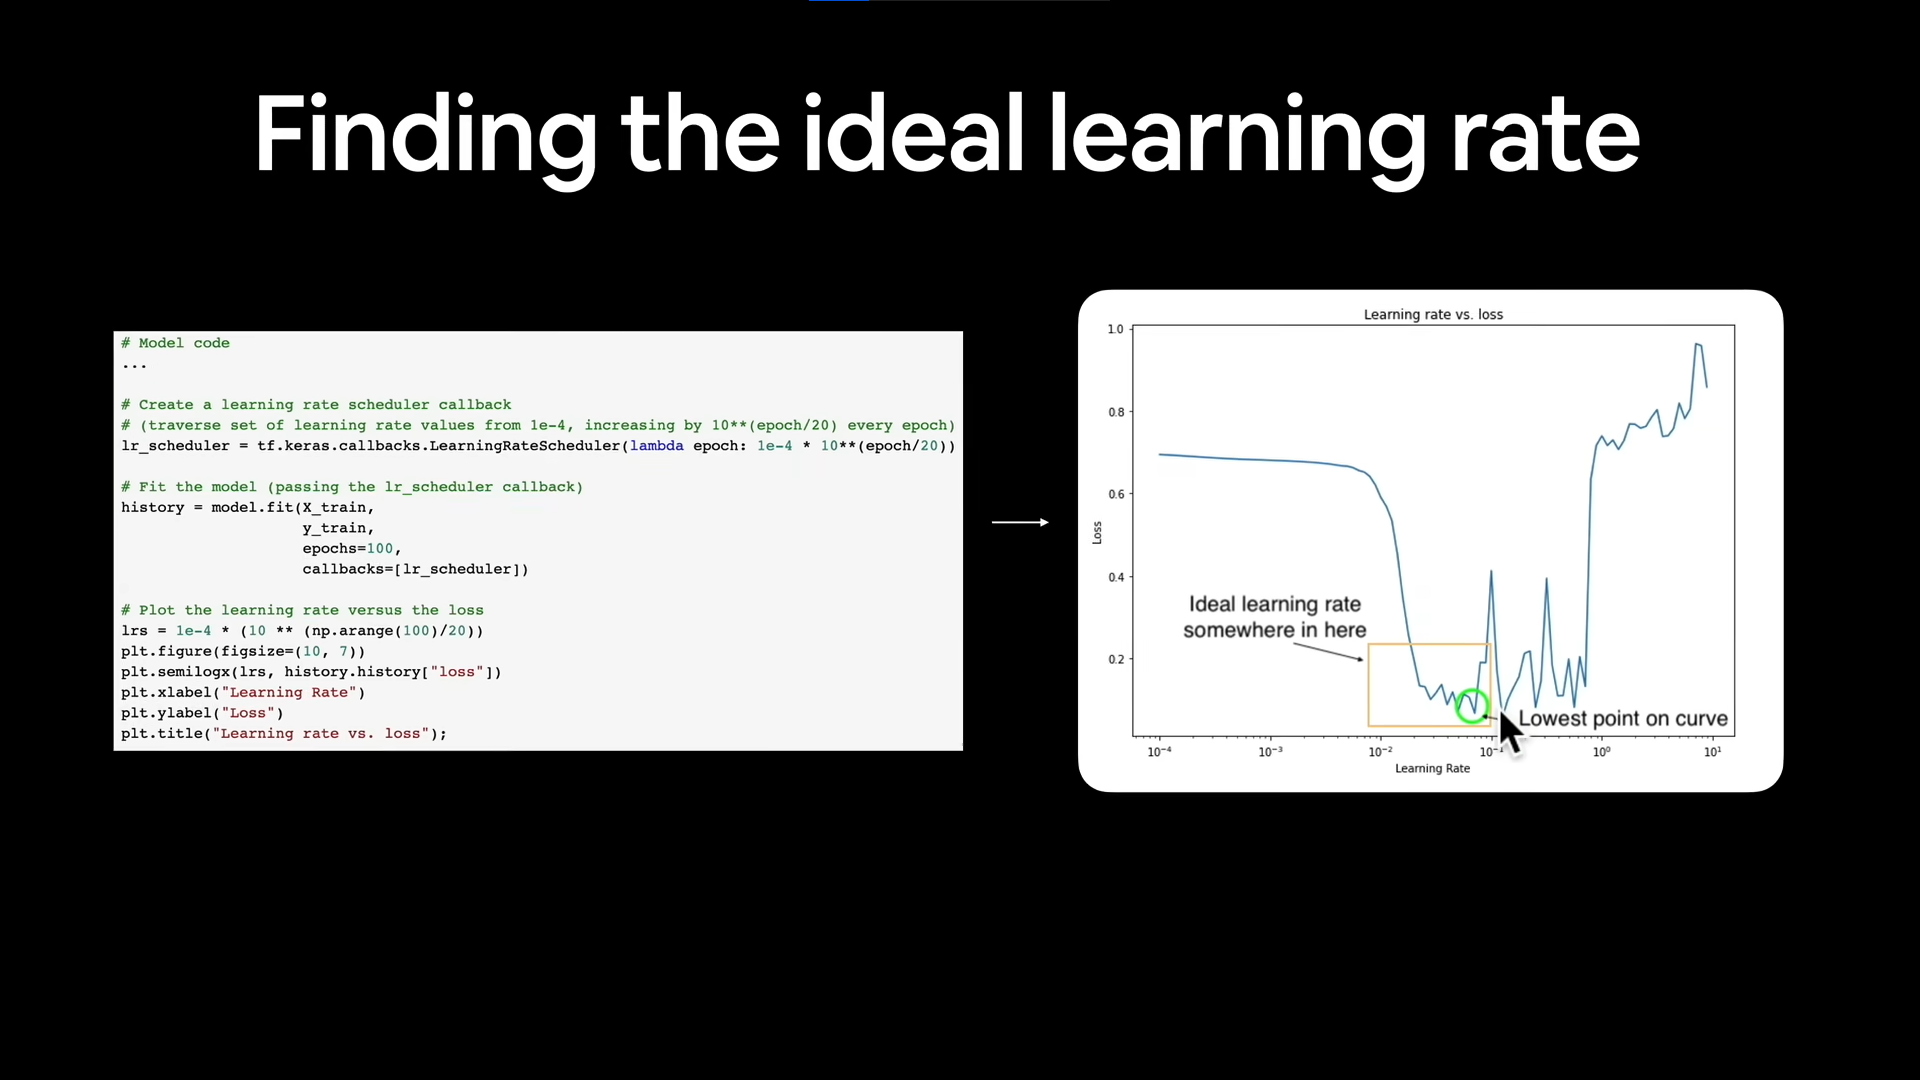 Finding the ideal learning rate
# Model code
...
# Create a learning rate scheduler callback
# (traverse set of learning rate values from 1e-4, increasing by 10**(epoch/20) every epoch)
lr_scheduler = tf.keras.callbacks.LearningRateScheduler(lambda epoch: 1e-4 * 10**(epoch/20))
# Fit the model (passing the lr_scheduler callback)
history = model.fit(X_train,
y_train,
epochs=100,
callbacks=[lr_scheduler])
# Plot the learning rate versus the loss
lrs = 1e-4 * (10 ** (np.arange(100)/20))
plt.figure(figsize=(10, 7))
plt.semilogx(lrs, history.history["loss"])
plt.xlabel("Learning Rate")
plt.ylabel("Loss")
plt.title("Learning rate vs. loss");
Learning rate vs. loss
1.0
0.8
0.6
0.4
0.2
Loss
Ideal learning rate
somewhere in here
Lowest point on curve
10⁻⁴ 10⁻³ 10⁻² 10⁻¹ 10⁰ 10¹
Learning Rate